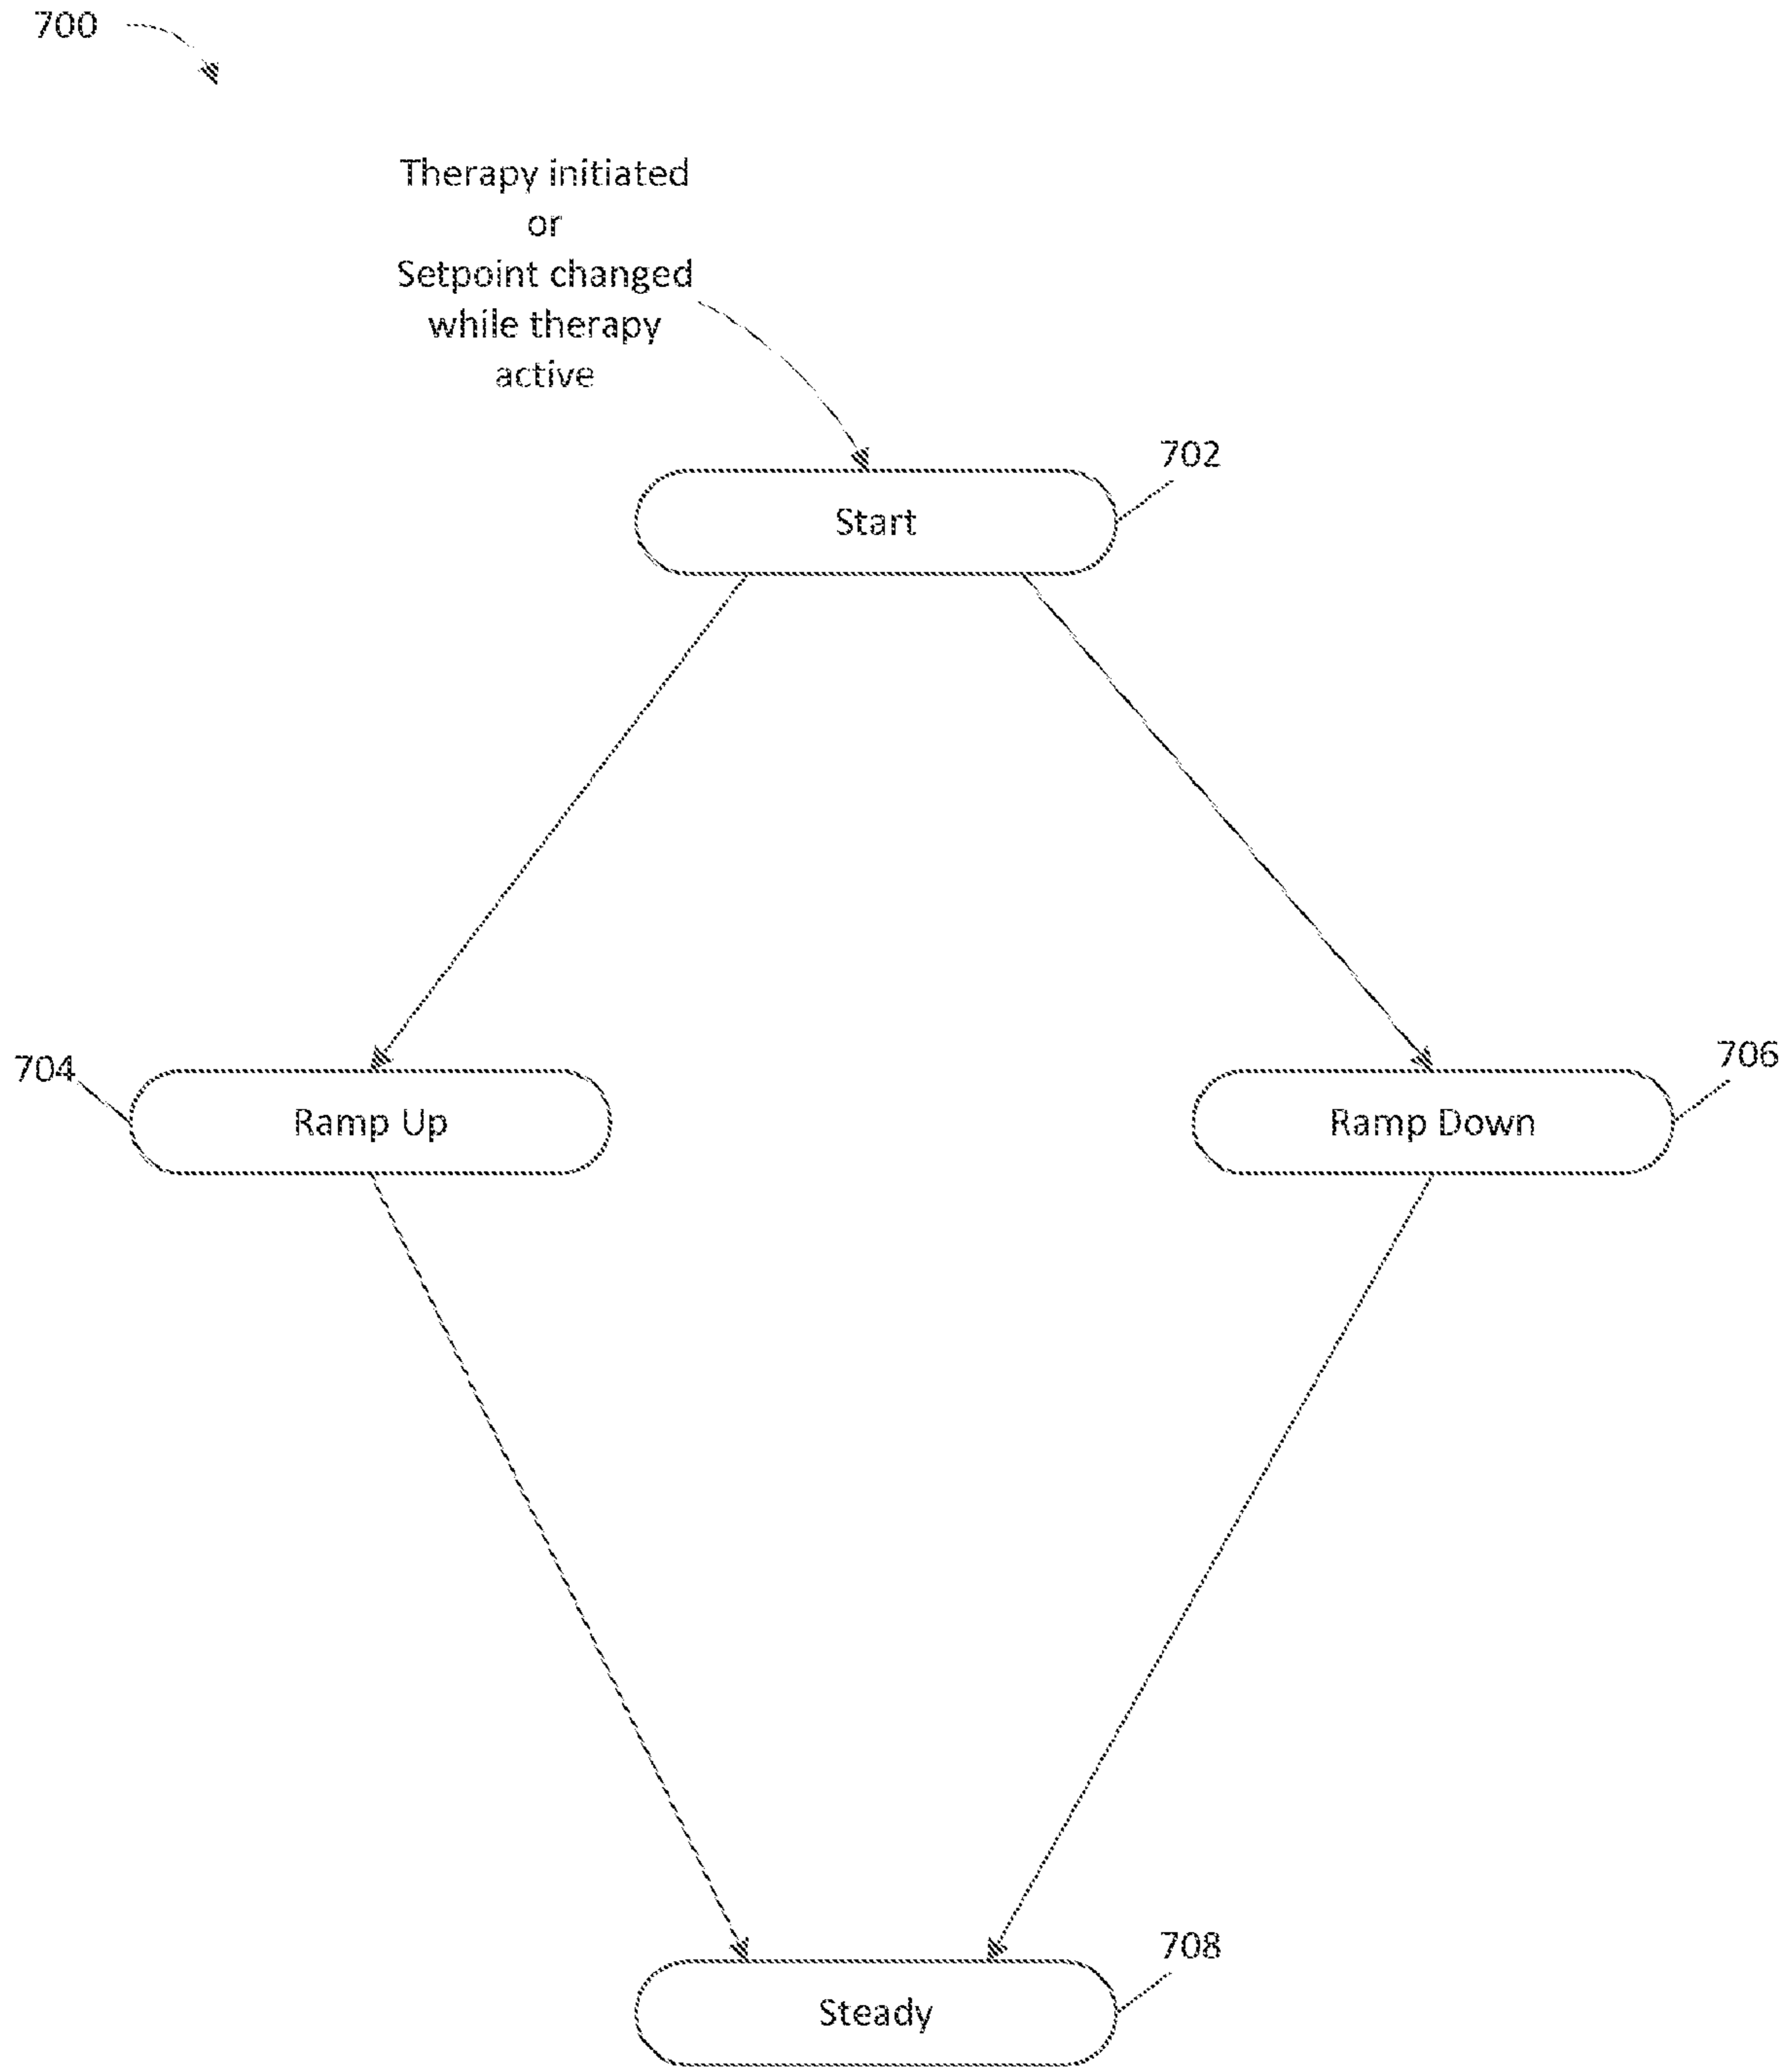 700
Therapy initiated
or
Setpoint changed
while therapy
active
702
Start
704
Ramp Up
706
Ramp Down
708
Steady